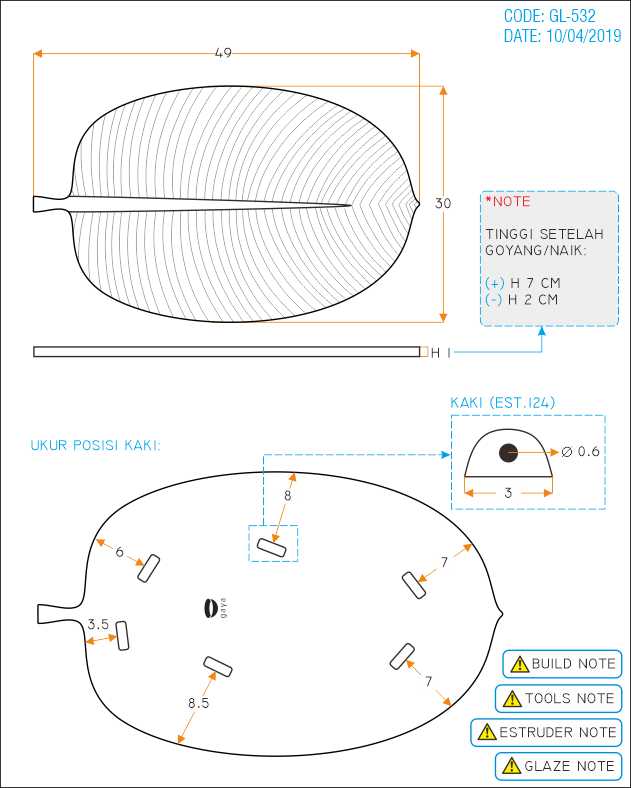 CODE: GL-532
DATE: 10/04/2019
49
30
*NOTE
TINGGI SETELAH
GOYANG/NAIK:
(+) H 7 CM
(-) H 2 CM
H 1
KAKI (EST.124)
Ø 0.6
3
UKUR POSISI KAKI:
8
6
7
gaya
3.5
7
8.5
BUILD NOTE
TOOLS NOTE
ESTRUDER NOTE
GLAZE NOTE